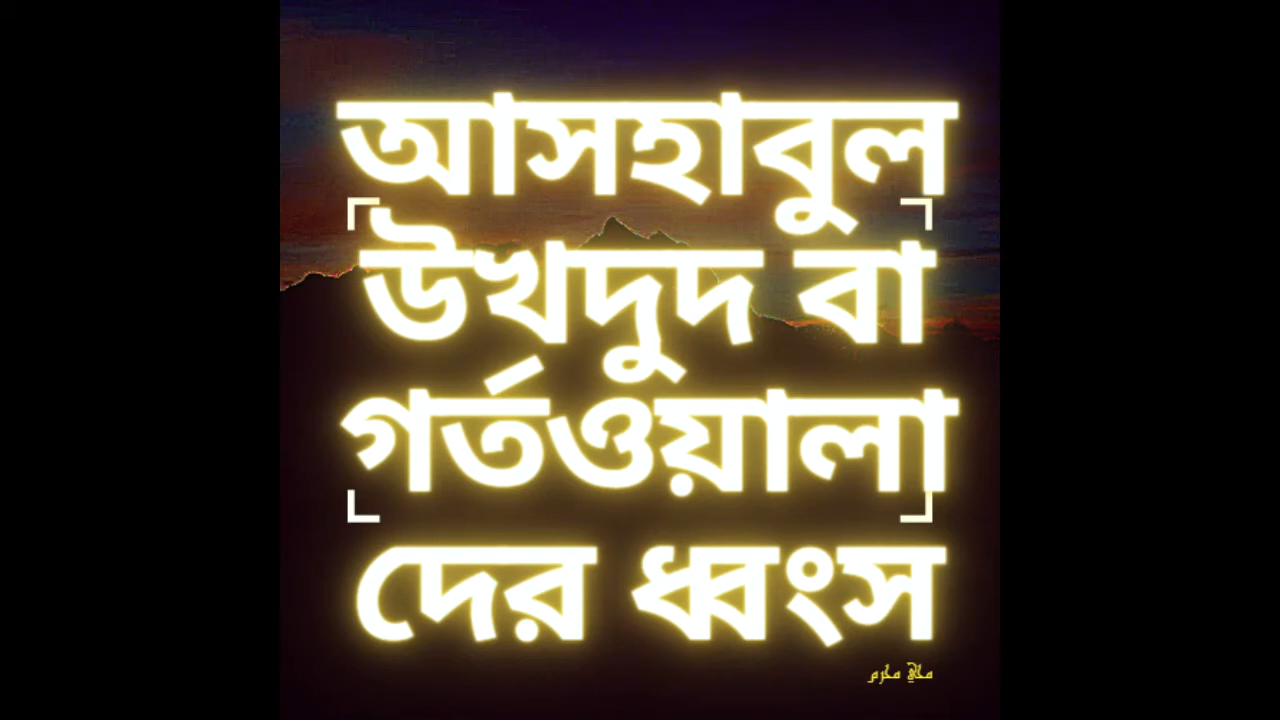 আসহাবুল
উখদুদ বা
গর্তওয়ালা
দের ধ্বংস